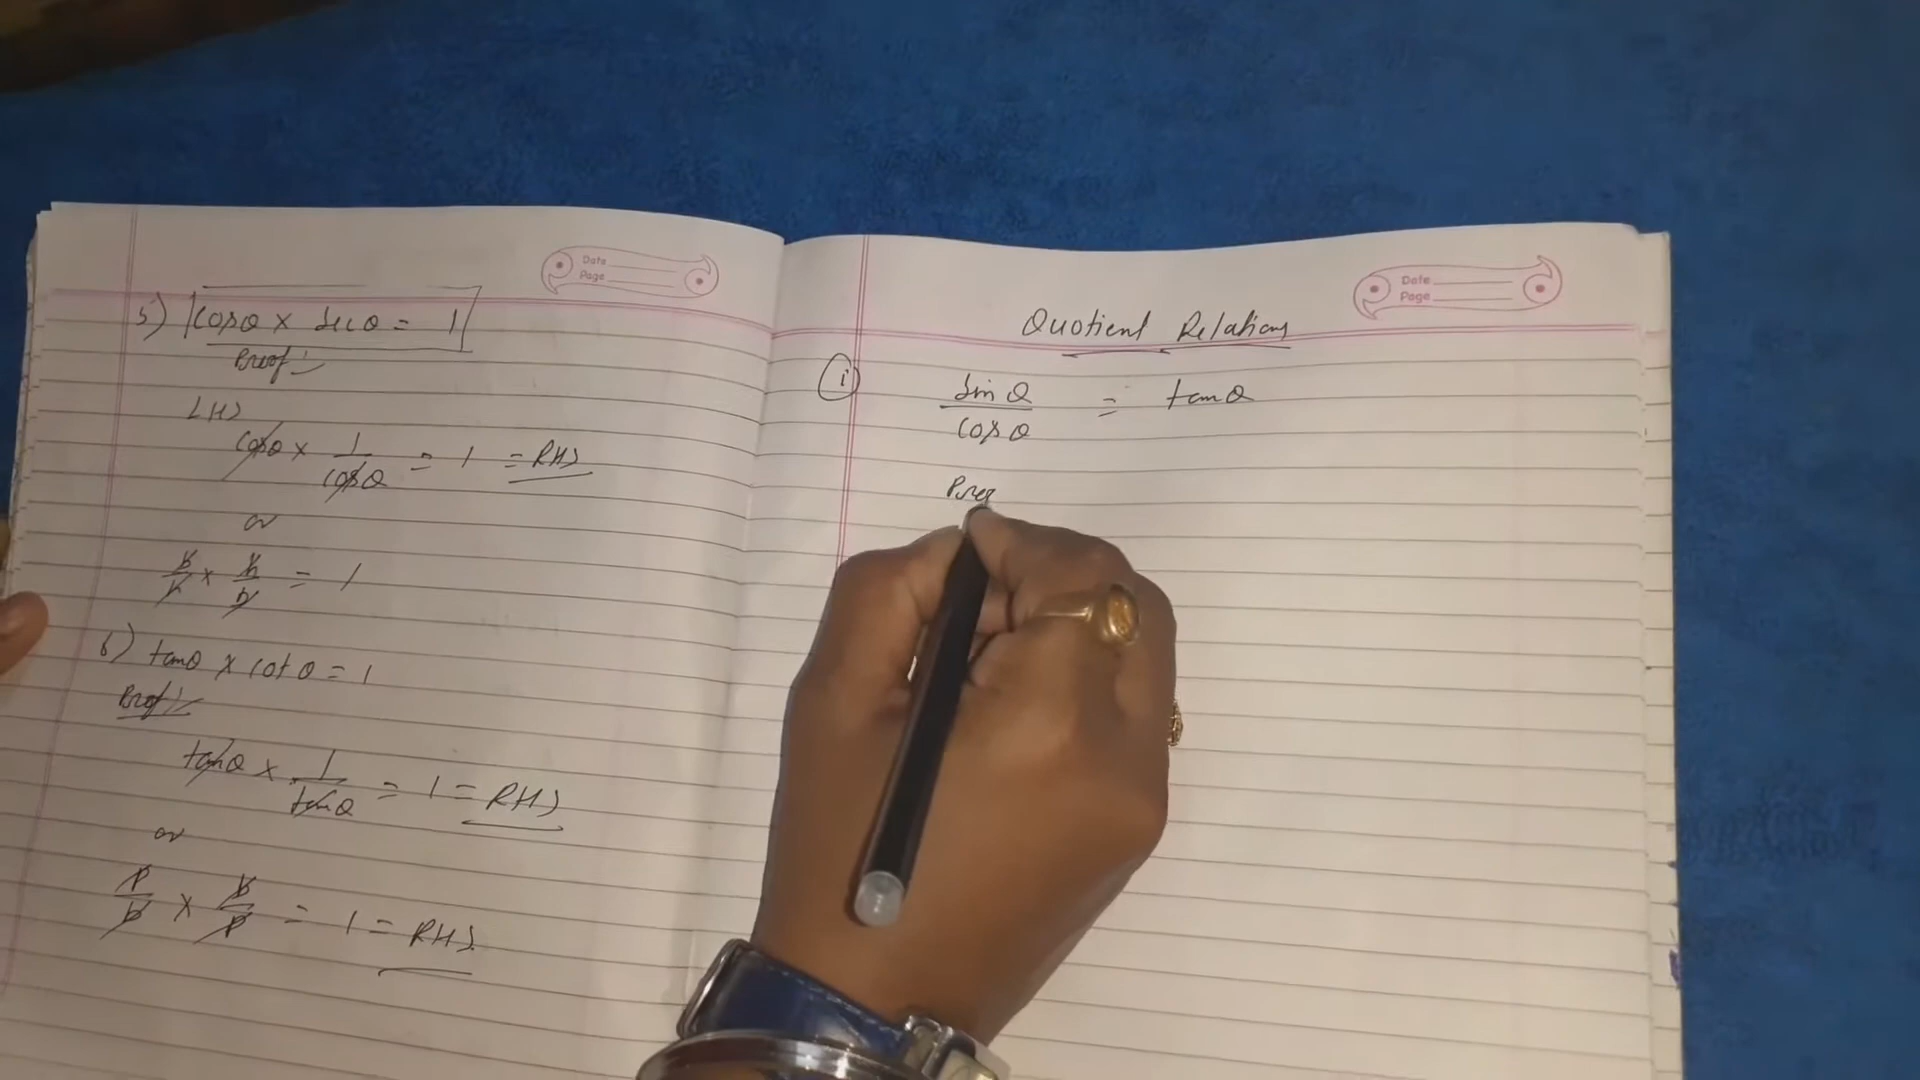 Date
Page
5) cosθ × secθ = 1
Proof:-
LHS
cosθ × 1/cosθ = 1 = RHS
or
b/h × h/b = 1
6) tanθ × cotθ = 1
Proof:-
tanθ × 1/tanθ = 1 = RHS
or
p/b × b/p = 1 = RHS
Date
Page
Quotient Relations
i sinθ/cosθ = tanθ